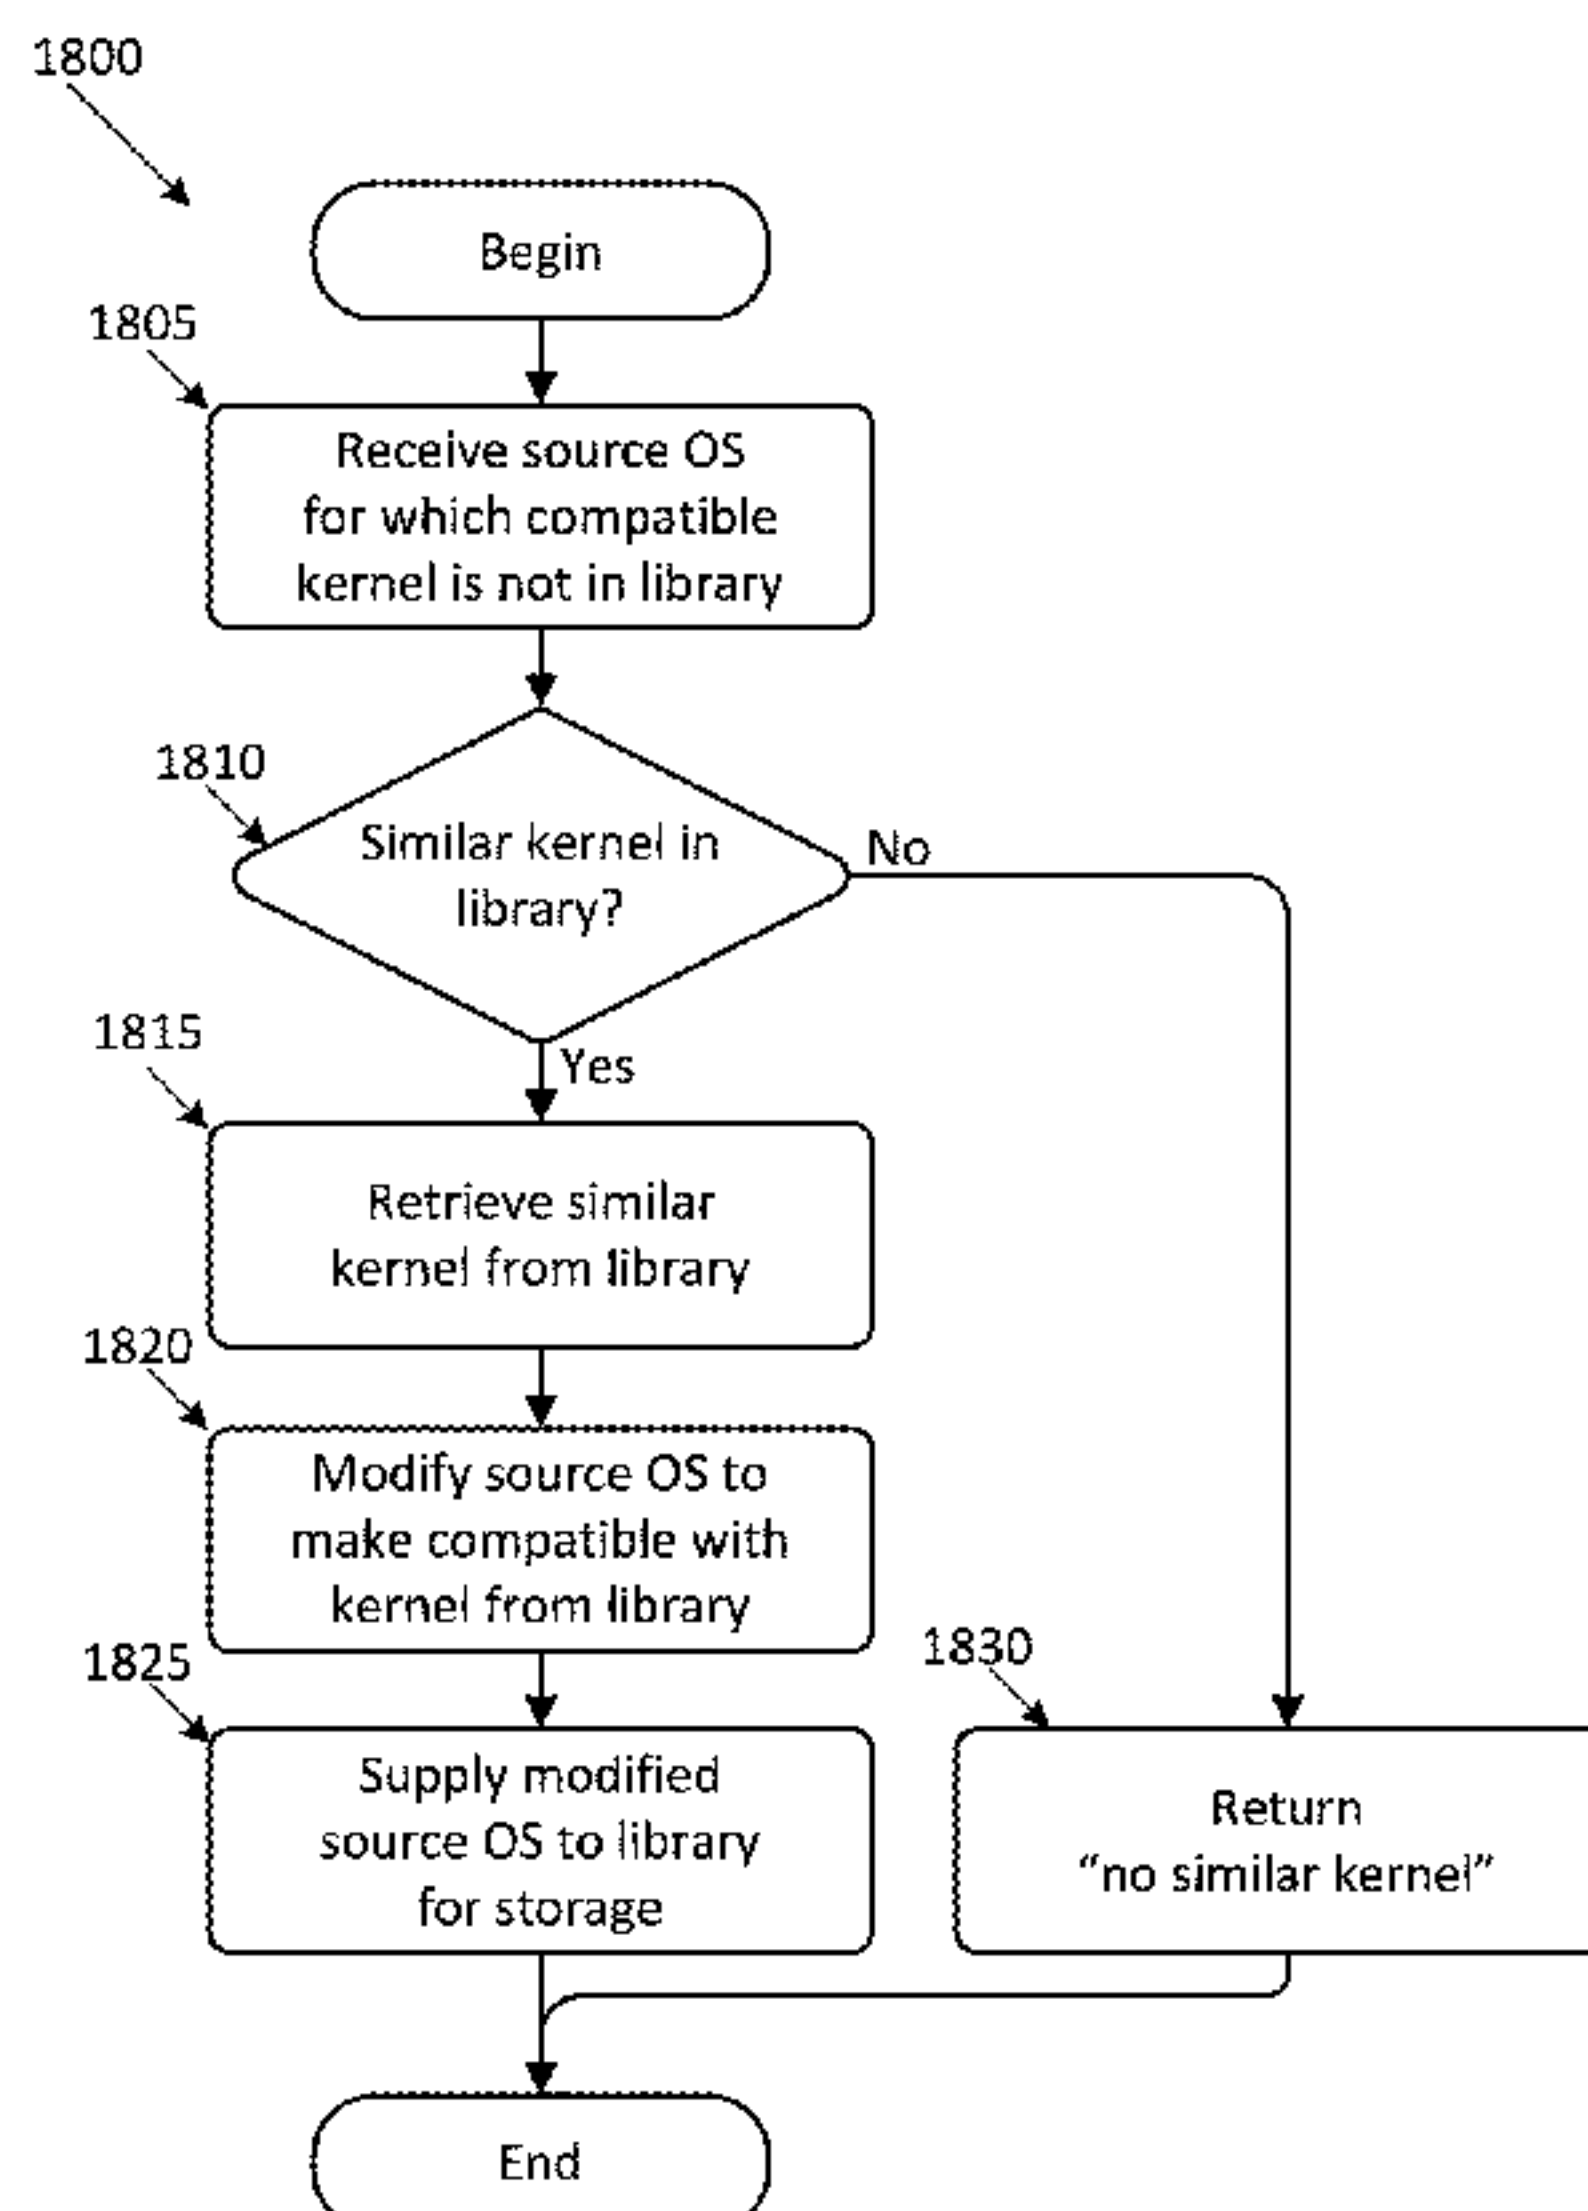 1800
Begin
1805
Receive source OS
for which compatible
kernel is not in library
1810
Similar kernel in
library?
No
Yes
1815
Retrieve similar
kernel from library
1820
Modify source OS to
make compatible with
kernel from library
1825
Supply modified
source OS to library
for storage
1830
Return
“no similar kernel”
End